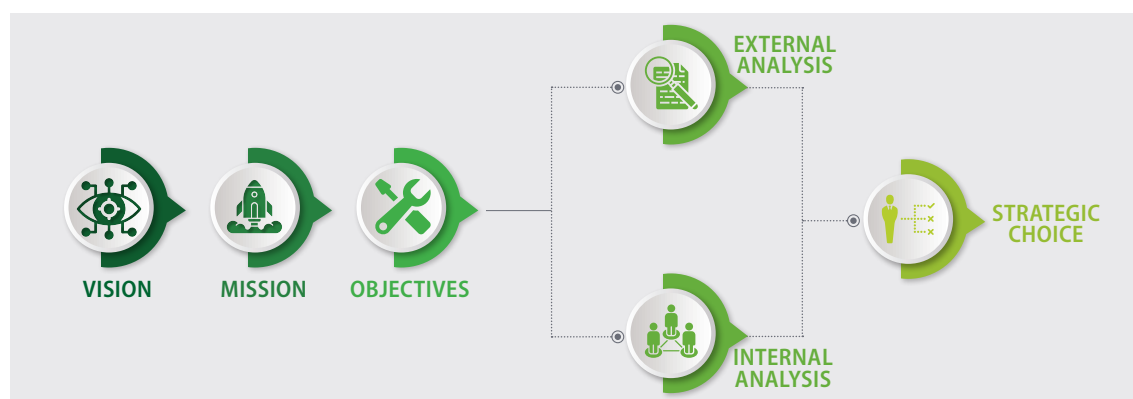 VISION
MISSION
OBJECTIVES
EXTERNAL
ANALYSIS
INTERNAL
ANALYSIS
STRATEGIC
CHOICE